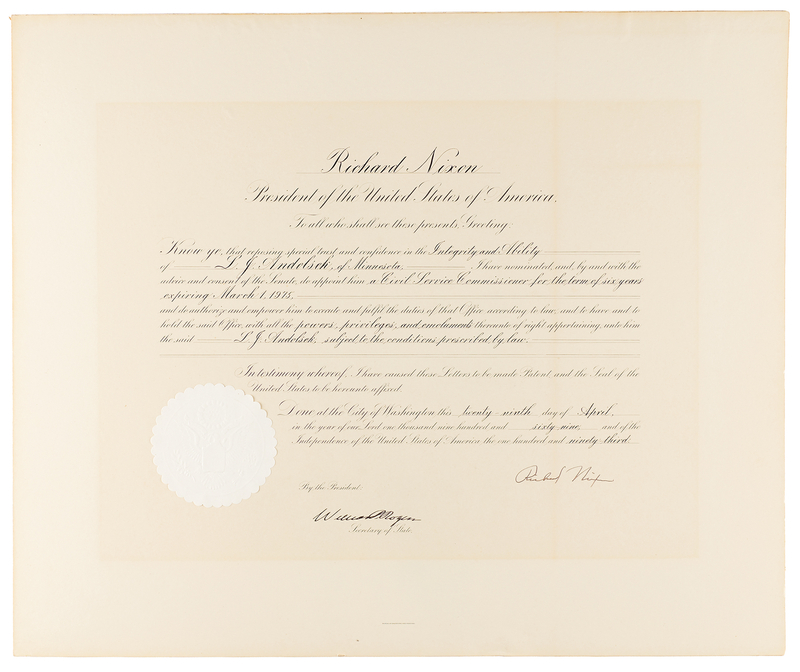 Richard Nixon
President of the United States of America.
To all who shall see these presents, Greeting:
Know ye, that reposing special trust and confidence in the Integrity and Ability
of L. J. Andolsek, of Minnesota, I have nominated, and, by and with the
advice and consent of the Senate, do appoint him a Civil Service Commissioner for the term of six years
expiring March 1, 1975,
and do authorize and empower him to execute and fulfil the duties of that Office according to law, and to have and to
hold the said Office, with all the powers, privileges, and emoluments thereunto of right appertaining, unto him
the said L. J. Andolsek, subject to the conditions prescribed by law.
In testimony whereof, I have caused these Letters to be made Patent, and the Seal of the
United States to be hereunto affixed.
Done at the City of Washington this twenty-ninth day of April,
in the year of our Lord one thousand nine hundred and sixty-nine, and of the
Independence of the United States of America the one hundred and ninety-third.
Richard Nixon
By the President:
William P. Rogers
Secretary of State.